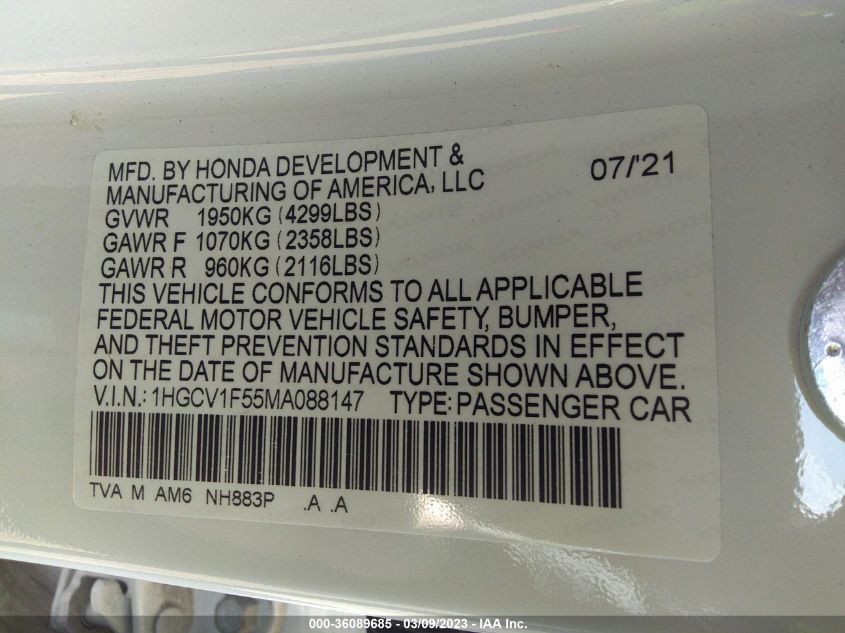 MFD. BY HONDA DEVELOPMENT & 07/'21
MANUFACTURING OF AMERICA, LLC
GVWR 1950KG (4299LBS)
GAWR F 1070KG (2358LBS)
GAWR R 960KG (2116LBS)
THIS VEHICLE CONFORMS TO ALL APPLICABLE
FEDERAL MOTOR VEHICLE SAFETY, BUMPER,
AND THEFT PREVENTION STANDARDS IN EFFECT
ON THE DATE OF MANUFACTURE SHOWN ABOVE.
V.I.N.: 1HGCV1F55MA088147 TYPE: PASSENGER CAR
TVA M AM6 NH883P .A .A
000-36089685 / 03/09/2023 - IAA Inc.